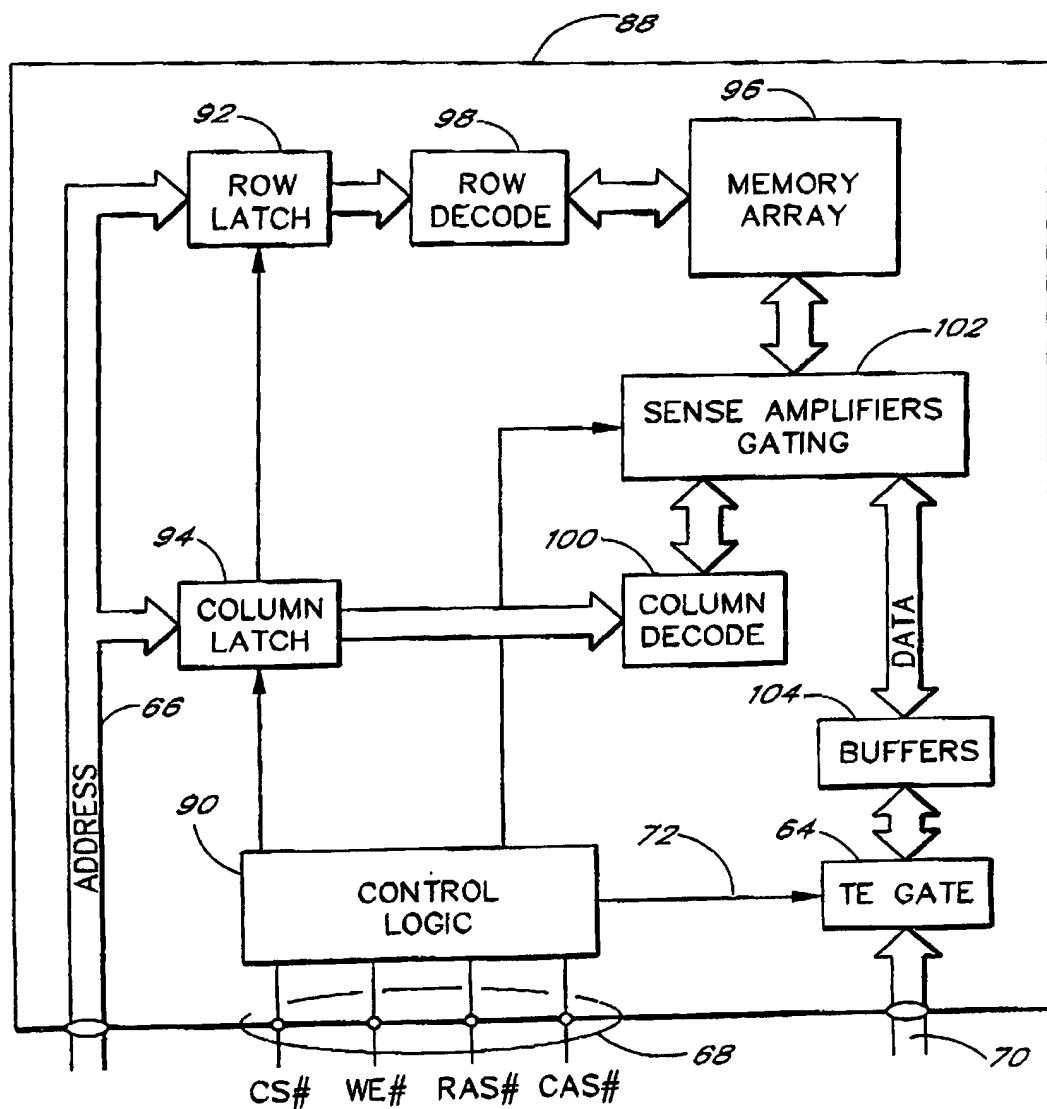 88
92
98
96
ROW
LATCH
ROW
DECODE
MEMORY
ARRAY
102
SENSE AMPLIFIERS
GATING
94
100
COLUMN
LATCH
COLUMN
DECODE
DATA
66
104
BUFFERS
ADDRESS
90
72
64
CONTROL
LOGIC
TE GATE
68
70
CS# WE# RAS# CAS#